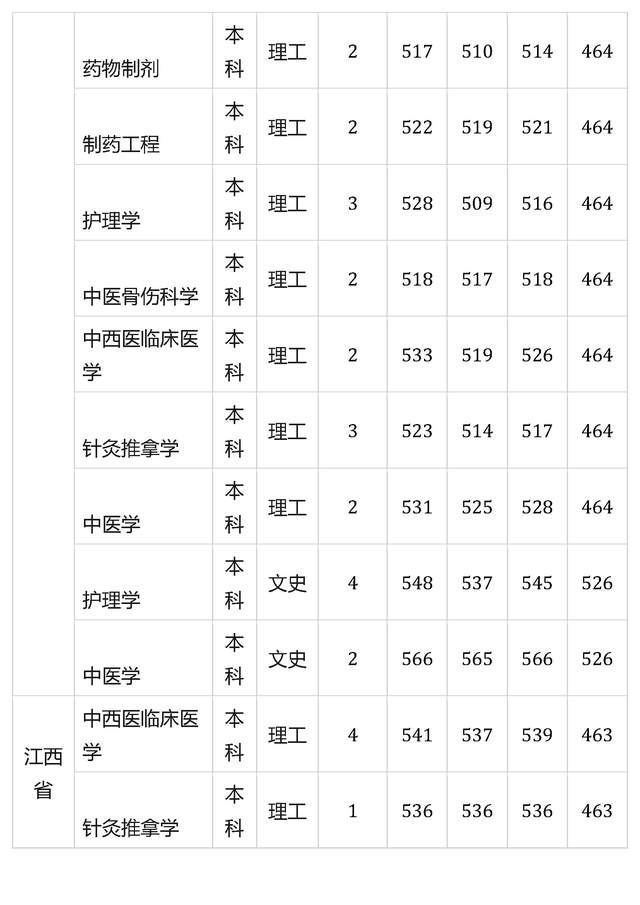 药物制剂 本科 理工 2 517 510 514 464
制药工程 本科 理工 2 522 519 521 464
护理学 本科 理工 3 528 509 516 464
中医骨伤科学 本科 理工 2 518 517 518 464
中西医临床医学 本科 理工 2 533 519 526 464
针灸推拿学 本科 理工 3 523 514 517 464
中医学 本科 理工 2 531 525 528 464
护理学 本科 文史 4 548 537 545 526
中医学 本科 文史 2 566 565 566 526
江西省 中西医临床医学 本科 理工 4 541 537 539 463
针灸推拿学 本科 理工 1 536 536 536 463